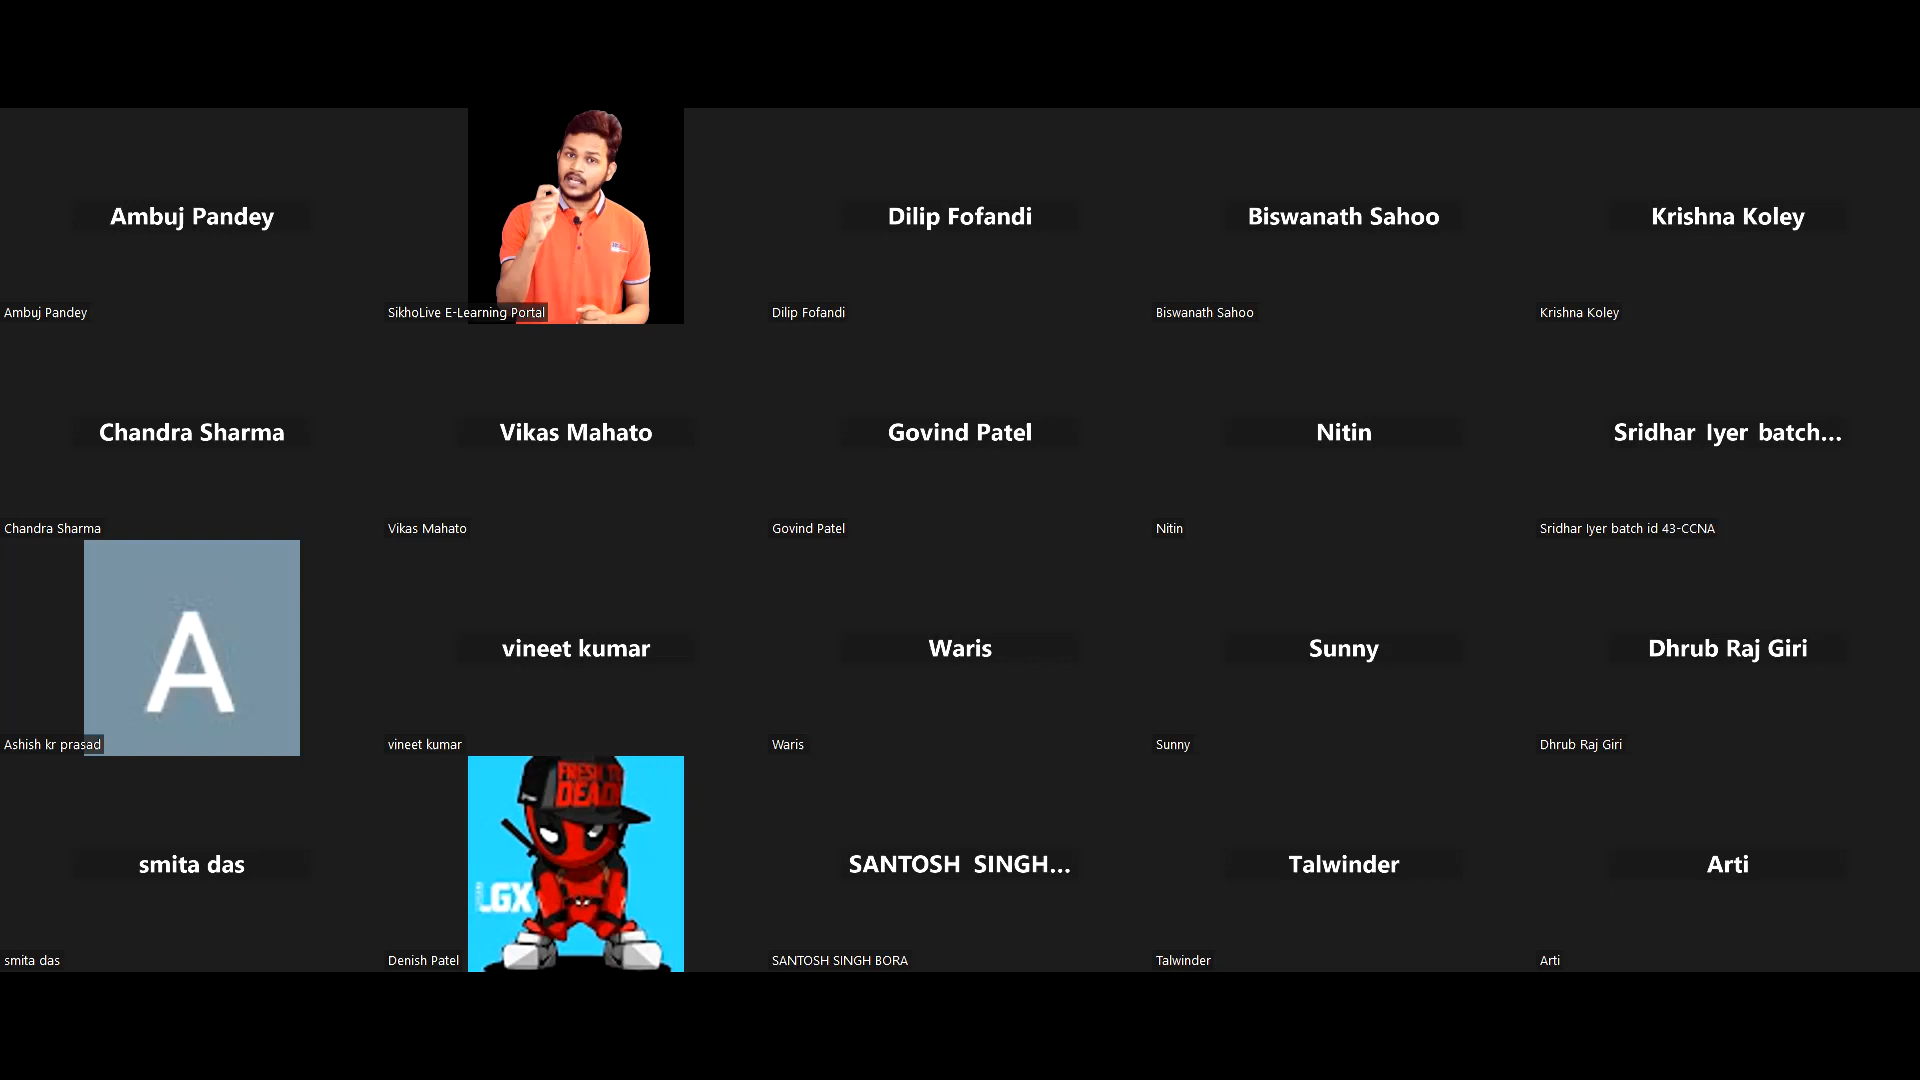 Ambuj Pandey
Dilip Fofandi
Biswanath Sahoo
Krishna Koley
Ambuj Pandey
SikhoLive E-Learning Portal
Dilip Fofandi
Biswanath Sahoo
Krishna Koley
Chandra Sharma
Vikas Mahato
Govind Patel
Nitin
Sridhar Iyer batch...
Chandra Sharma
Vikas Mahato
Govind Patel
Nitin
Sridhar Iyer batch id 43-CCNA
A
vineet kumar
Waris
Sunny
Dhrub Raj Giri
Ashish kr prasad
vineet kumar
Waris
Sunny
Dhrub Raj Giri
FRESH
DEAD
LGX
smita das
SANTOSH SINGH...
Talwinder
Arti
smita das
Denish Patel
SANTOSH SINGH BORA
Talwinder
Arti